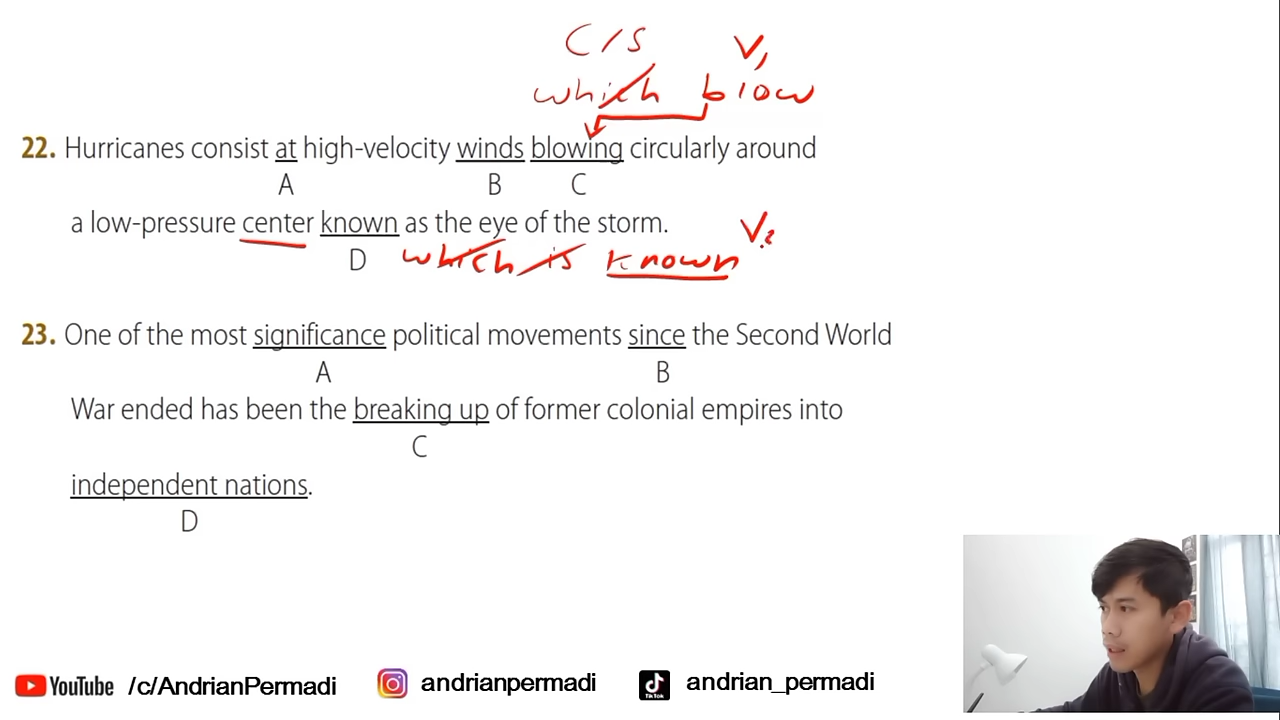 C/S V,
which blow
22. Hurricanes consist at high-velocity winds blowing circularly around
A B C
a low-pressure center known as the eye of the storm.
D which is known
23. One of the most significance political movements since the Second World
A B
War ended has been the breaking up of former colonial empires into
C
independent nations.
D
YouTube /c/AndrianPermadi andrianpermadi TikTok andrian_permadi